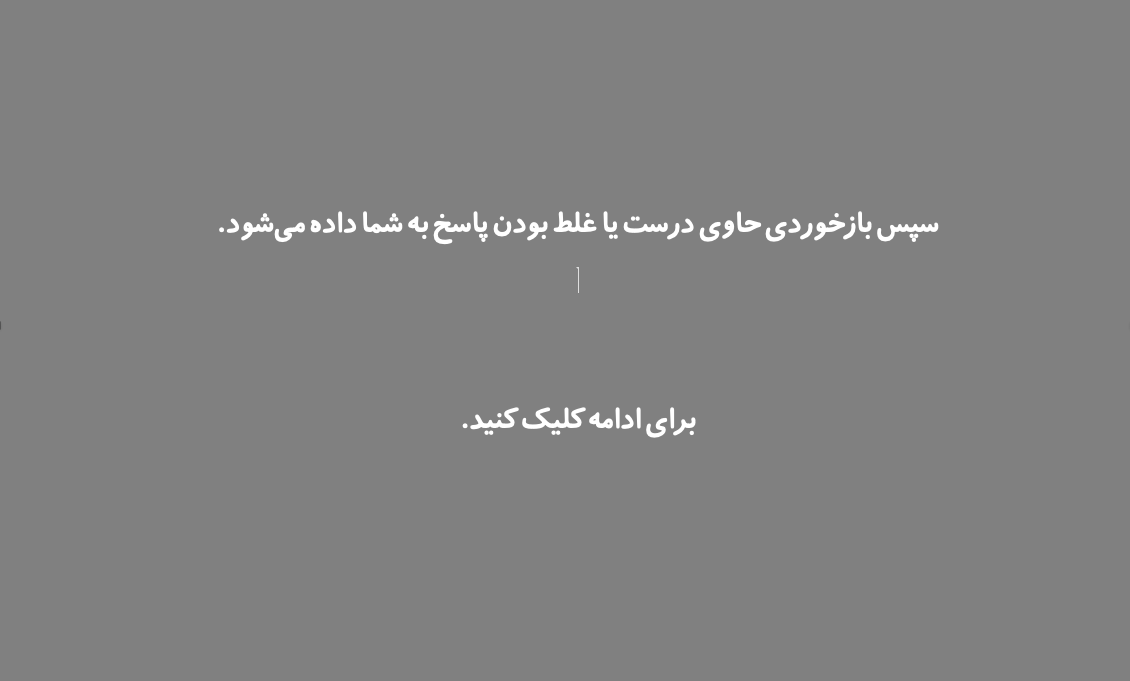 سپس بازخوردی حاوی درست یا غلط بودن پاسخ به شما داده می‌شود.
برای ادامه کلیک کنید.